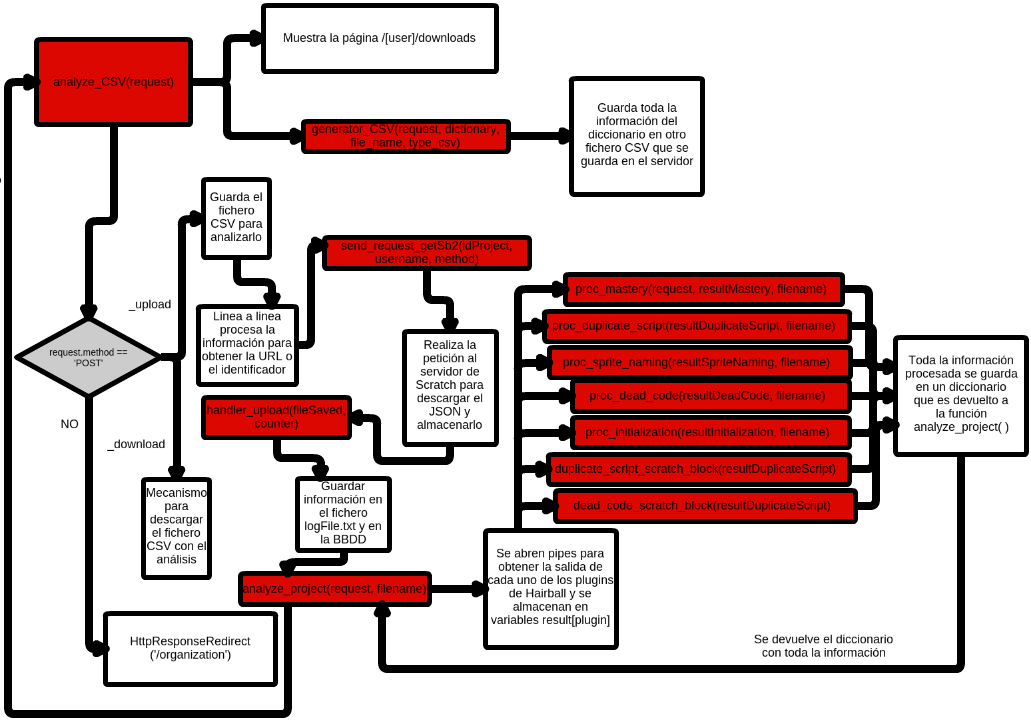 Muestra la página /[user]/downloads
analyze_CSV(request)
generator_CSV(request, dictionary,
file_name, type_csv)
Guarda toda la
información del
diccionario en otro
fichero CSV que se
guarda en el servidor
Guarda el
fichero
CSV para
analizarlo
send_request_getSb2(idProject,
username, method)
_upload
Linea a linea
procesa la
información para
obtener la URL o
el identificador
request.method ==
'POST'
Realiza la
petición al
servidor de
Scratch para
descargar el
JSON y
almacenarlo
proc_mastery(request, resultMastery, filename)
proc_duplicate_script(resultDuplicateScript, filename)
proc_sprite_naming(resultSpriteNaming, filename)
proc_dead_code(resultDeadCode, filename)
proc_initialization(resultInitialization, filename)
duplicate_script_scratch_block(resultDuplicateScript)
dead_code_scratch_block(resultDuplicateScript)
Toda la información
procesada se guarda
en un diccionario
que es devuelto a
la función
analyze_project( )
handler_upload(fileSaved,
counter)
NO
_download
Mecanismo
para
descargar
el fichero
CSV con el
análisis
Guardar
información en
el fichero
logFile.txt y en
la BBDD
analyze_project(request, filename)
Se abren pipes para
obtener la salida de
cada uno de los plugins
de Hairball y se
almacenan en
variables result[plugin]
HttpResponseRedirect
('/organization')
Se devuelve el diccionario
con toda la información